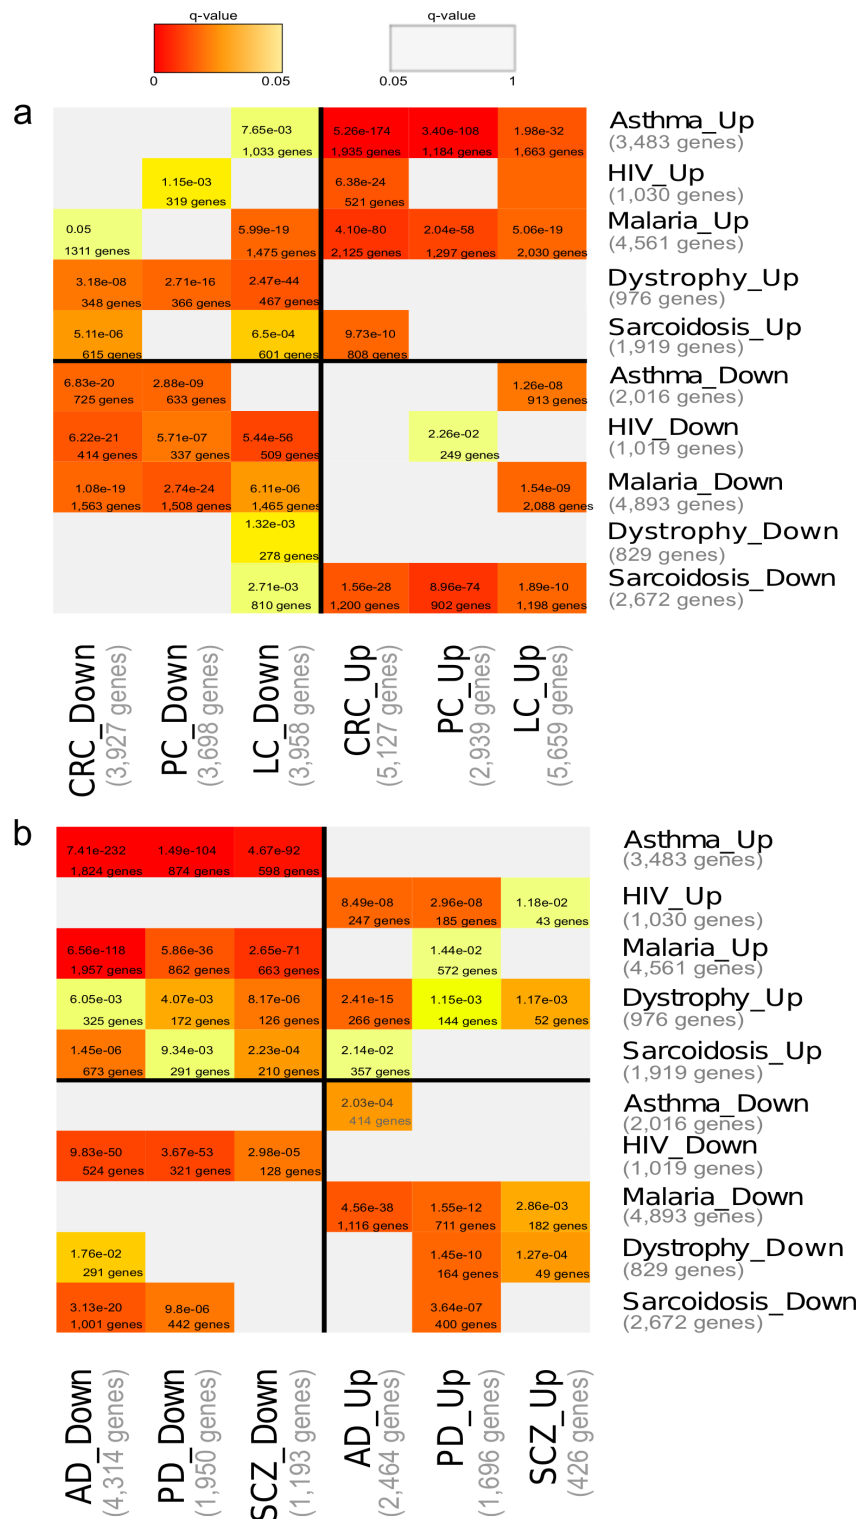 q-value
q-value
0
0.05
0.05
1
a
7.65e-03
5.26e-174
3.40e-108
1.98e-32
1,033 genes
1,935 genes
1,184 genes
1,663 genes
Asthma_Up
(3,483 genes)
1.15e-03
6.38e-24
319 genes
521 genes
HIV_Up
(1,030 genes)
0.05
5.99e-19
4.10e-80
2.04e-58
5.06e-19
1311 genes
1,475 genes
2,125 genes
1,297 genes
2,030 genes
Malaria_Up
(4,561 genes)
3.18e-08
2.71e-16
2.47e-44
348 genes
366 genes
467 genes
Dystrophy_Up
(976 genes)
5.11e-06
6.5e-04
9.73e-10
615 genes
601 genes
808 genes
Sarcoidosis_Up
(1,919 genes)
6.83e-20
2.88e-09
1.26e-08
725 genes
633 genes
913 genes
Asthma_Down
(2,016 genes)
6.22e-21
5.71e-07
5.44e-56
2.26e-02
414 genes
337 genes
509 genes
249 genes
HIV_Down
(1,019 genes)
1.08e-19
2.74e-24
6.11e-06
1.54e-09
1,563 genes
1,508 genes
1,465 genes
2,088 genes
Malaria_Down
(4,893 genes)
1.32e-03
278 genes
Dystrophy_Down
(829 genes)
2.71e-03
1.56e-28
8.96e-74
1.89e-10
810 genes
1,200 genes
902 genes
1,198 genes
Sarcoidosis_Down
(2,672 genes)
CRC_Down
(3,927 genes)
PC_Down
(3,698 genes)
LC_Down
(3,958 genes)
CRC_Up
(5,127 genes)
PC_Up
(2,939 genes)
LC_Up
(5,659 genes)
b
7.41e-232
1.49e-104
4.67e-92
1,824 genes
874 genes
598 genes
Asthma_Up
(3,483 genes)
8.49e-08
2.96e-08
1.18e-02
247 genes
185 genes
43 genes
HIV_Up
(1,030 genes)
6.56e-118
5.86e-36
2.65e-71
1.44e-02
1,957 genes
862 genes
663 genes
572 genes
Malaria_Up
(4,561 genes)
6.05e-03
4.07e-03
8.17e-06
2.41e-15
1.15e-03
1.17e-03
325 genes
172 genes
126 genes
266 genes
144 genes
52 genes
Dystrophy_Up
(976 genes)
1.45e-06
9.34e-03
2.23e-04
2.14e-02
673 genes
291 genes
210 genes
357 genes
Sarcoidosis_Up
(1,919 genes)
2.03e-04
414 genes
Asthma_Down
(2,016 genes)
9.83e-50
3.67e-53
2.98e-05
524 genes
321 genes
128 genes
HIV_Down
(1,019 genes)
4.56e-38
1.55e-12
2.86e-03
1,116 genes
711 genes
182 genes
Malaria_Down
(4,893 genes)
1.76e-02
1.45e-10
1.27e-04
291 genes
164 genes
49 genes
Dystrophy_Down
(829 genes)
3.13e-20
9.8e-06
3.64e-07
1,001 genes
442 genes
400 genes
Sarcoidosis_Down
(2,672 genes)
AD_Down
(4,314 genes)
PD_Down
(1,950 genes)
SCZ_Down
(1,193 genes)
AD_Up
(2,464 genes)
PD_Up
(1,696 genes)
SCZ_Up
(426 genes)